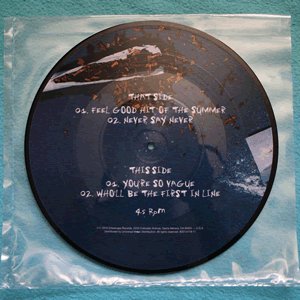 THAT SIDE
01. FEEL GOOD HIT OF THE SUMMER
02. NEVER SAY NEVER
THIS SIDE
01. YOU'RE SO VAGUE
02. WHO'LL BE THE FIRST IN LINE
45 Rpm